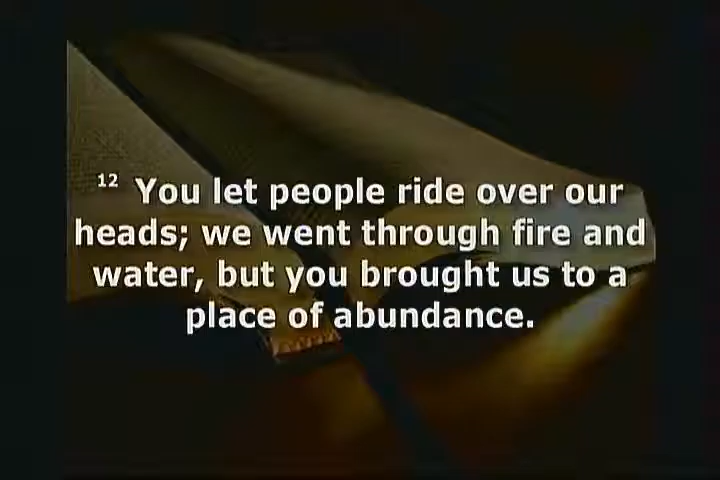 12 You let people ride over our
heads; we went through fire and
water, but you brought us to a
place of abundance.